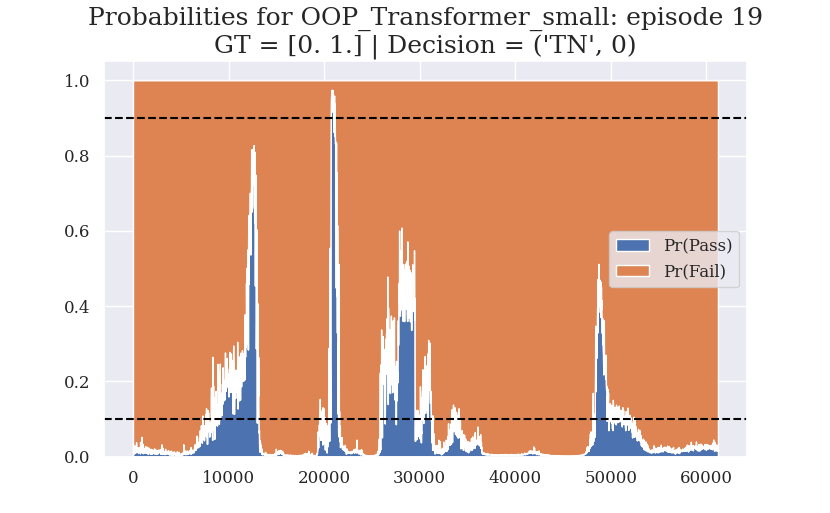 Probabilities for OOP_Transformer_small: episode 19
GT = [0. 1.] | Decision = ('TN', 0)
1.0
0.8
0.6
0.4
0.2
0.0
Pr(Pass)
Pr(Fail)
0 10000 20000 30000 40000 50000 60000